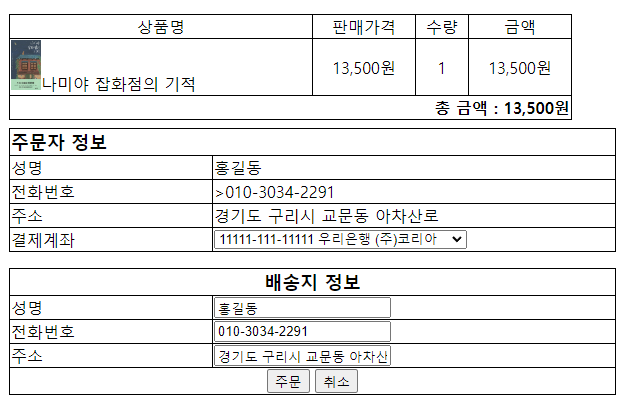 상품명 판매가격 수량 금액
나미야 잡화점의 기적 13,500원 1 13,500원
총 금액 : 13,500원
주문자 정보
성명 홍길동
전화번호 >010-3034-2291
주소 경기도 구리시 교문동 아차산로
결제계좌 11111-111-11111 우리은행 (주)코리아
배송지 정보
성명 홍길동
전화번호 010-3034-2291
주소 경기도 구리시 교문동 아차산
주문 취소